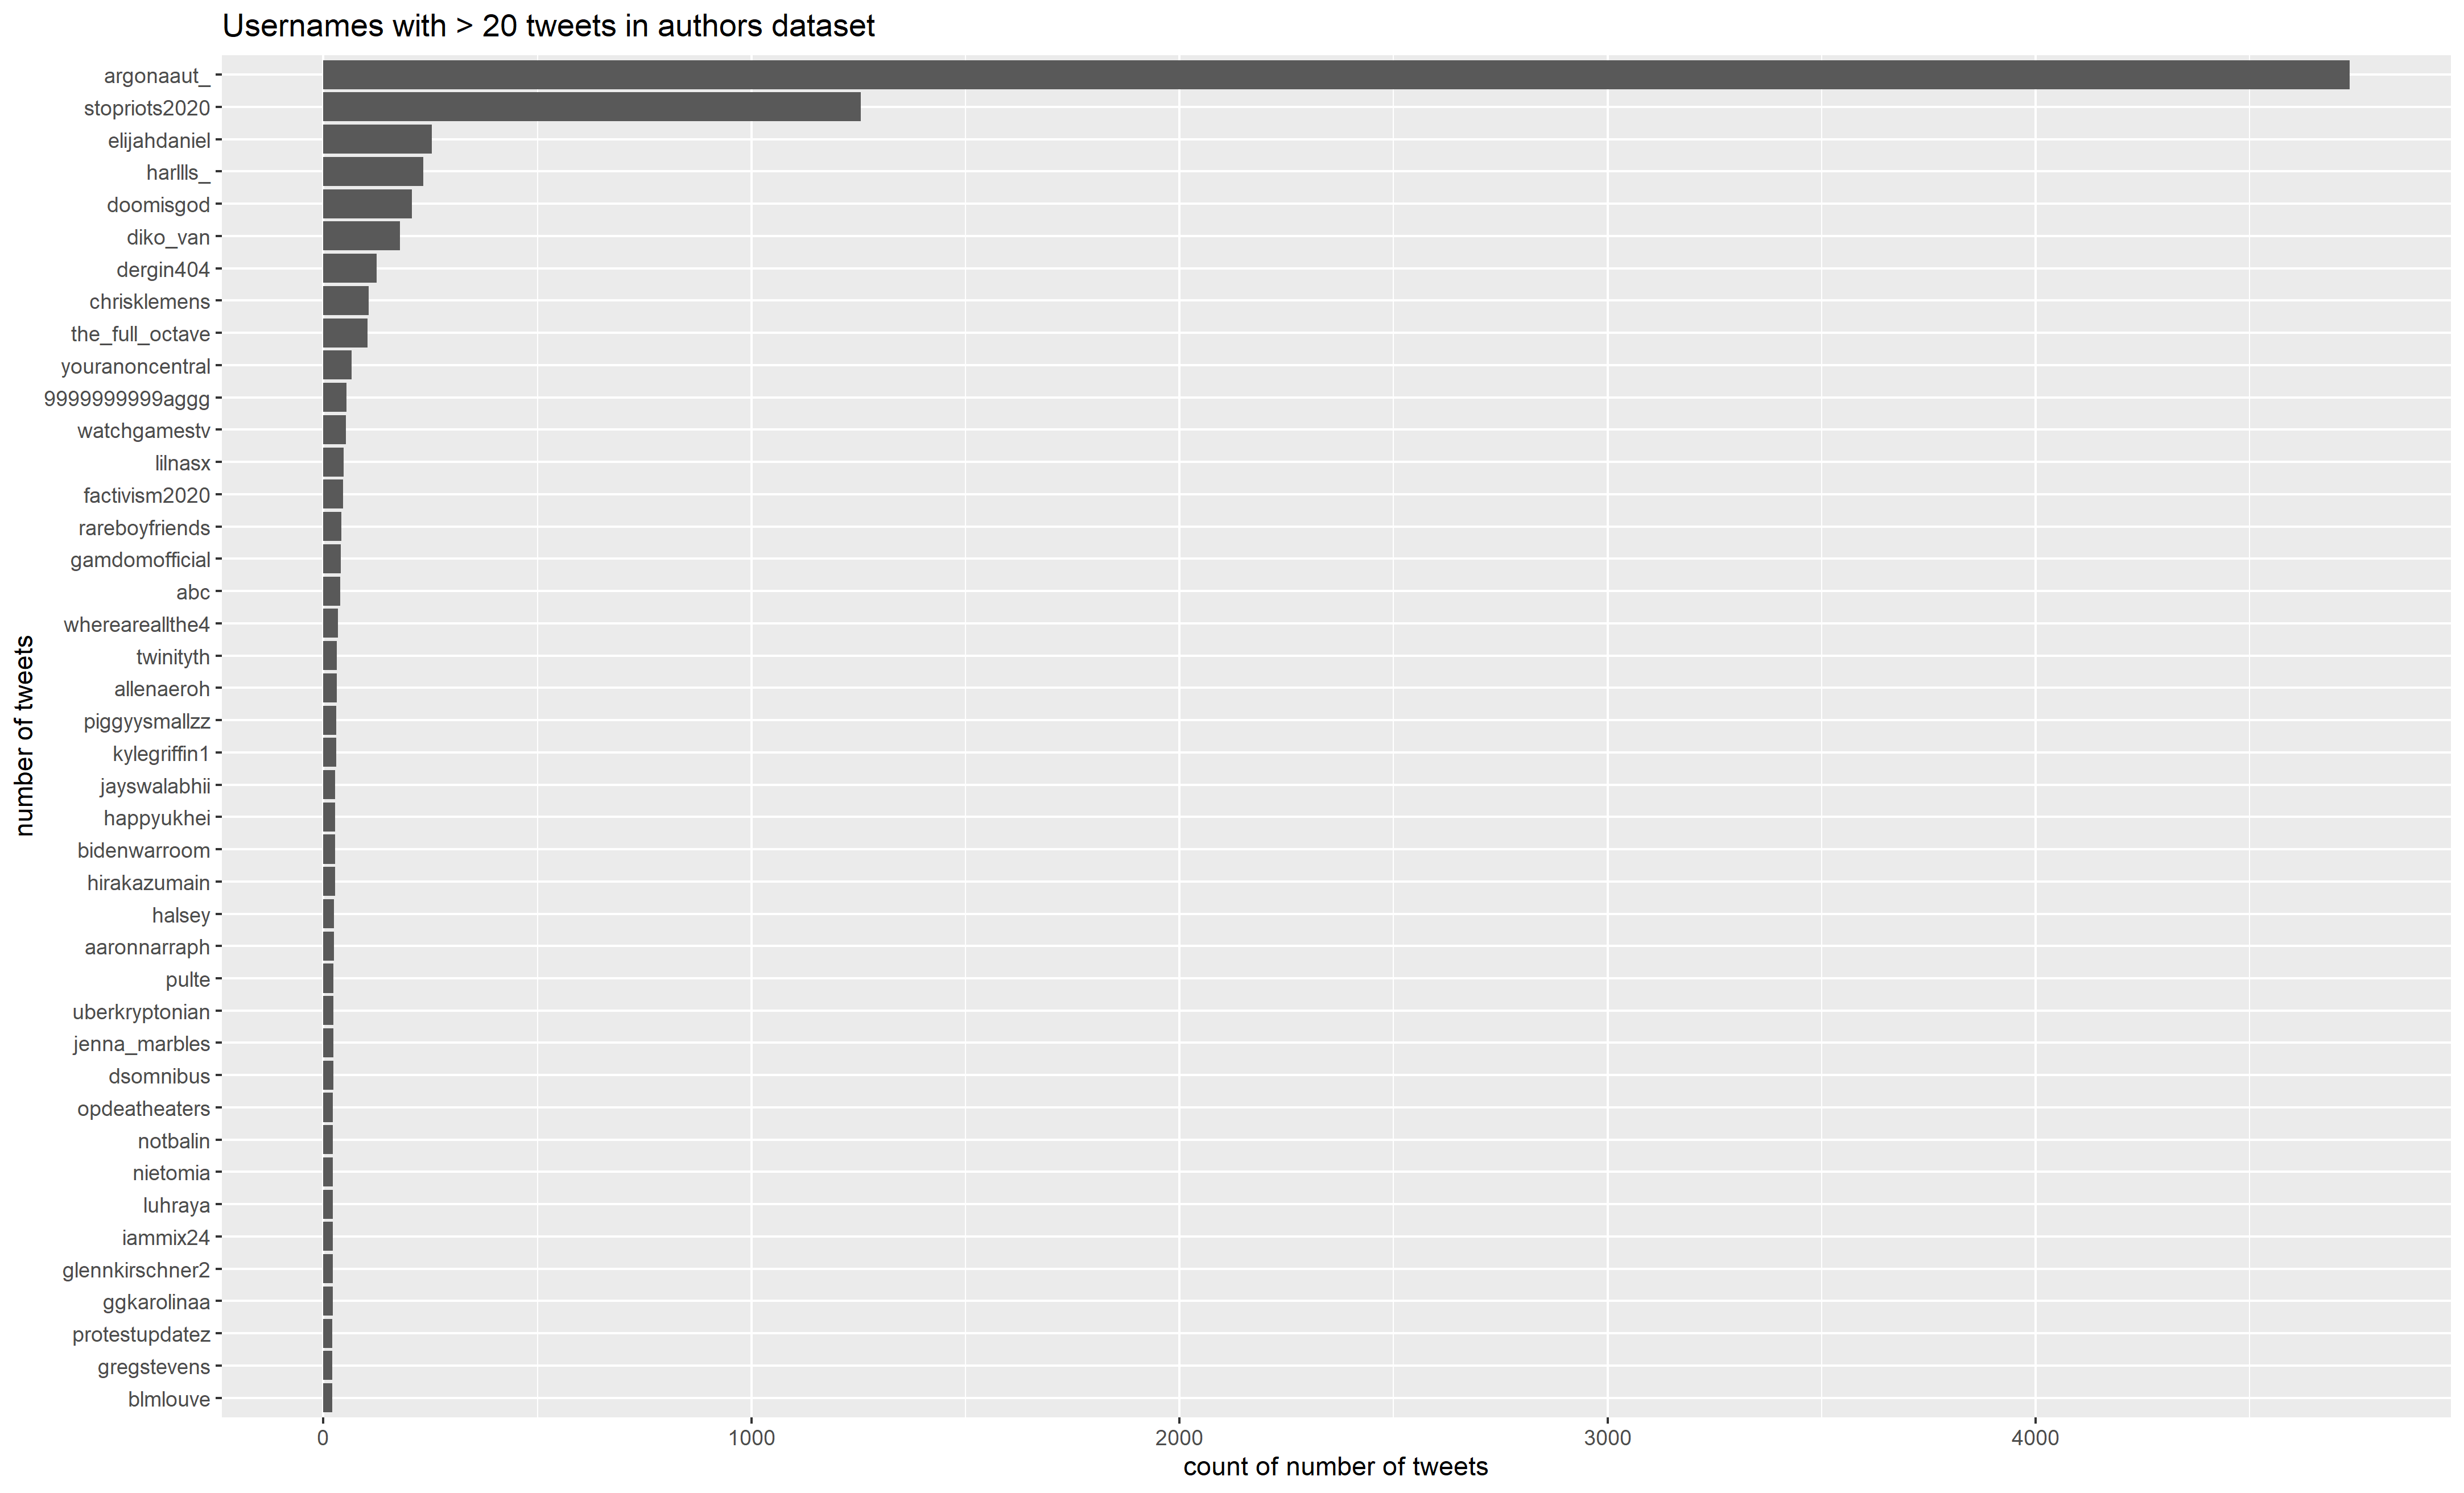 Usernames with > 20 tweets in authors dataset
argonaaut_
stopriots2020
elijahdaniel
harllls_
doomisgod
diko_van
dergin404
chrisklemens
the_full_octave
youranoncentral
9999999999aggg
watchgamestv
lilnasx
factivism2020
rareboyfriends
gamdomofficial
abc
whereareallthe4
twinityth
allenaeroh
piggyysmallzz
kylegriffin1
jayswalabhii
happyukhei
bidenwarroom
hirakazumain
halsey
aaronnarraph
pulte
uberkryptonian
jenna_marbles
dsomnibus
opdeatheaters
notbalin
nietomia
luhraya
iammix24
glennkirschner2
ggkarolinaa
protestupdatez
gregstevens
blmlouve
number of tweets
0 1000 2000 3000 4000
count of number of tweets